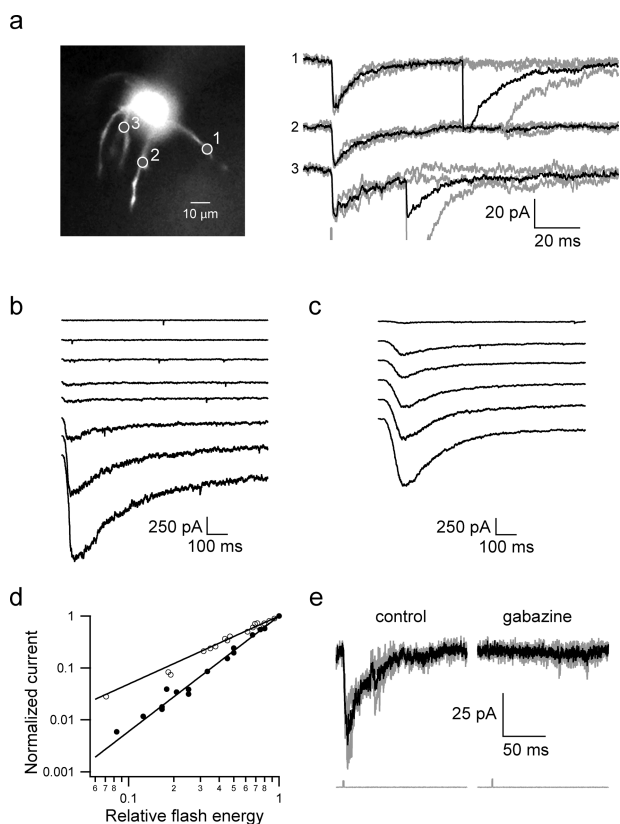 a
1
2
3
10 µm
1
2
3
20 pA
20 ms
b
c
250 pA
100 ms
250 pA
100 ms
d
e
Normalized current
1
0.1
0.01
0.001
6 7 8 0.1 2 3 4 5 6 7 8 1
Relative flash energy
control
gabazine
25 pA
50 ms